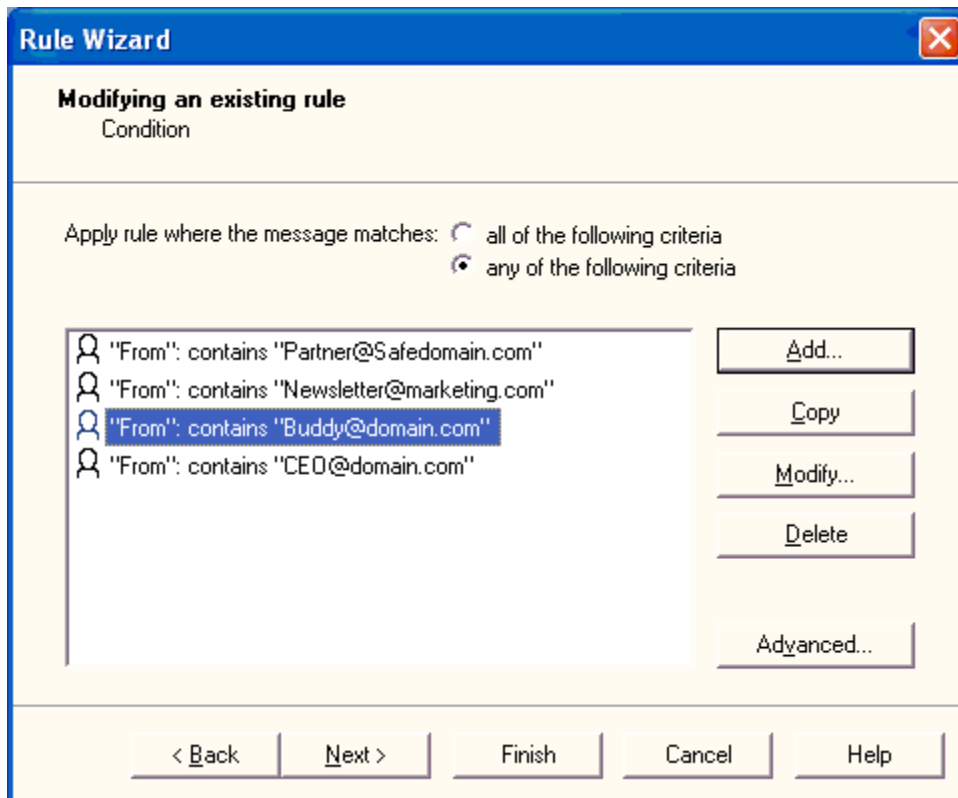 Rule Wizard
Modifying an existing rule
Condition
Apply rule where the message matches: all of the following criteria
any of the following criteria
"From": contains "Partner@Safedomain.com"
"From": contains "Newsletter@marketing.com"
"From": contains "Buddy@domain.com"
"From": contains "CEO@domain.com"
Add...
Copy
Modify...
Delete
Advanced...
< Back Next > Finish Cancel Help